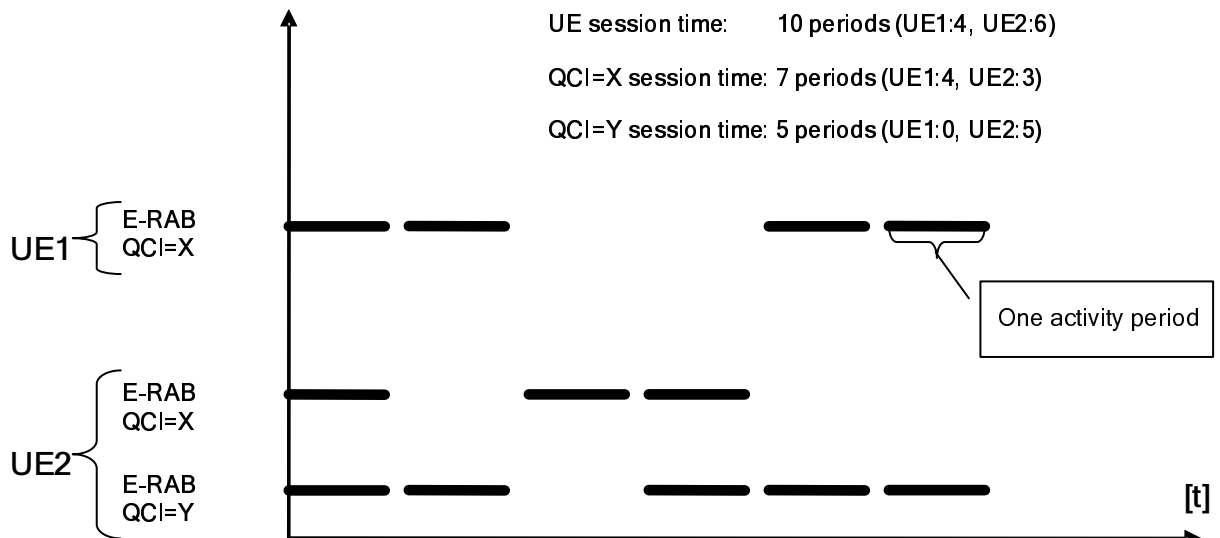 UE session time: 10 periods (UE1:4, UE2:6)
QCI=X session time: 7 periods (UE1:4, UE2:3)
QCI=Y session time: 5 periods (UE1:0, UE2:5)
UE1
E-RAB
QCI=X
One activity period
UE2
E-RAB
QCI=X
E-RAB
QCI=Y
[t]